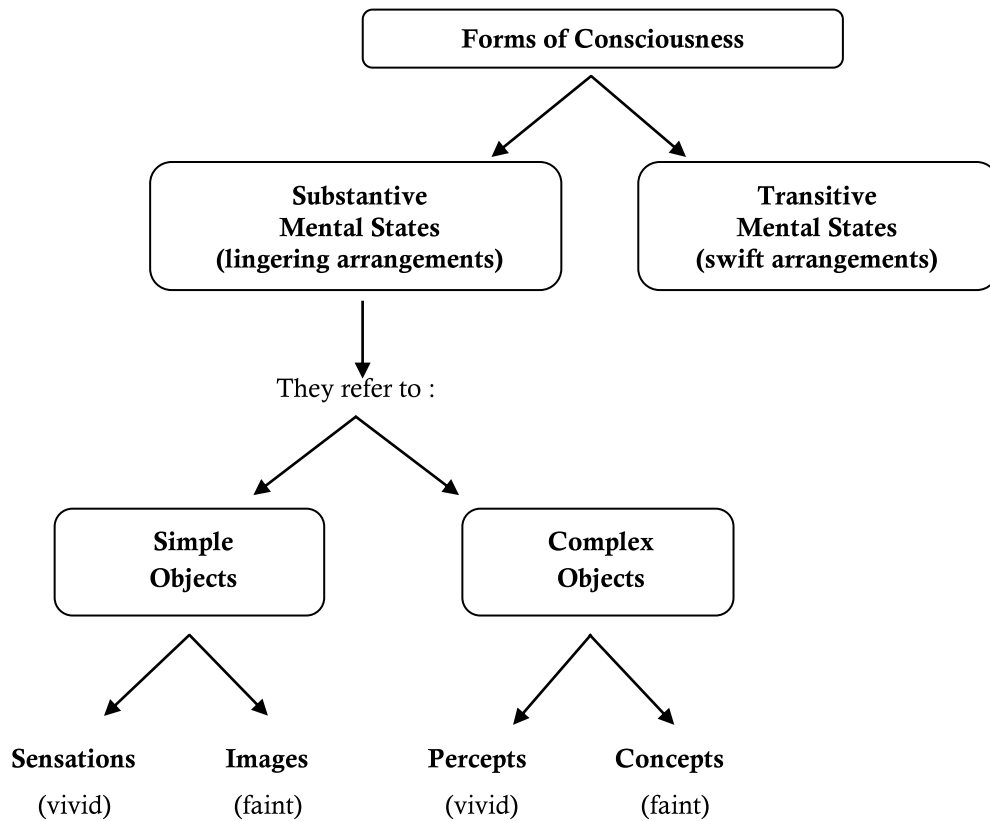 Forms of Consciousness
Substantive
Mental States
(lingering arrangements)
Transitive
Mental States
(swift arrangements)
They refer to :
Simple
Objects
Complex
Objects
Sensations
(vivid)
Images
(faint)
Percepts
(vivid)
Concepts
(faint)